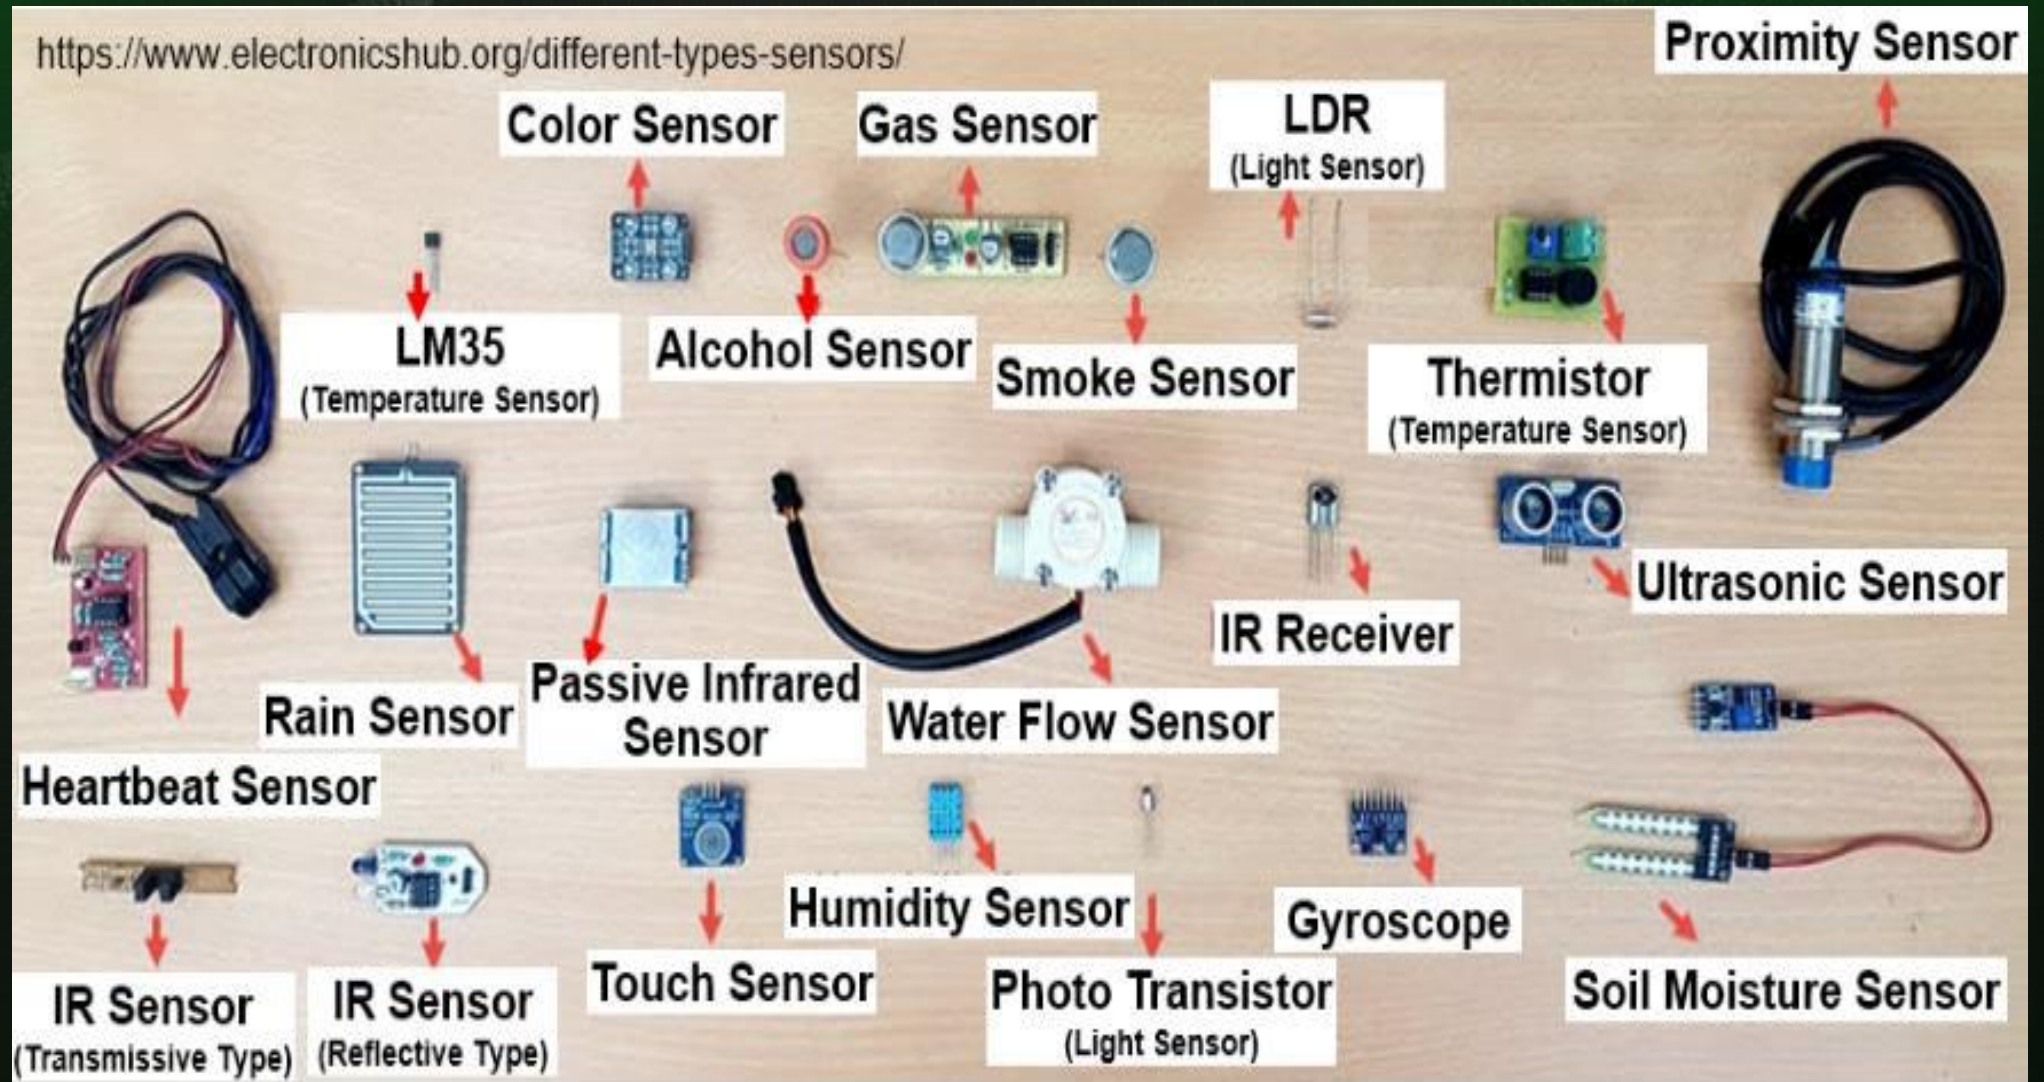 https://www.electronicshub.org/different-types-sensors/
Proximity Sensor
Color Sensor
Gas Sensor
LDR
(Light Sensor)
LM35
(Temperature Sensor)
Alcohol Sensor
Smoke Sensor
Thermistor
(Temperature Sensor)
Ultrasonic Sensor
IR Receiver
Rain Sensor
Passive Infrared
Sensor
Water Flow Sensor
Heartbeat Sensor
Humidity Sensor
Gyroscope
IR Sensor
(Transmissive Type)
IR Sensor
(Reflective Type)
Touch Sensor
Photo Transistor
(Light Sensor)
Soil Moisture Sensor